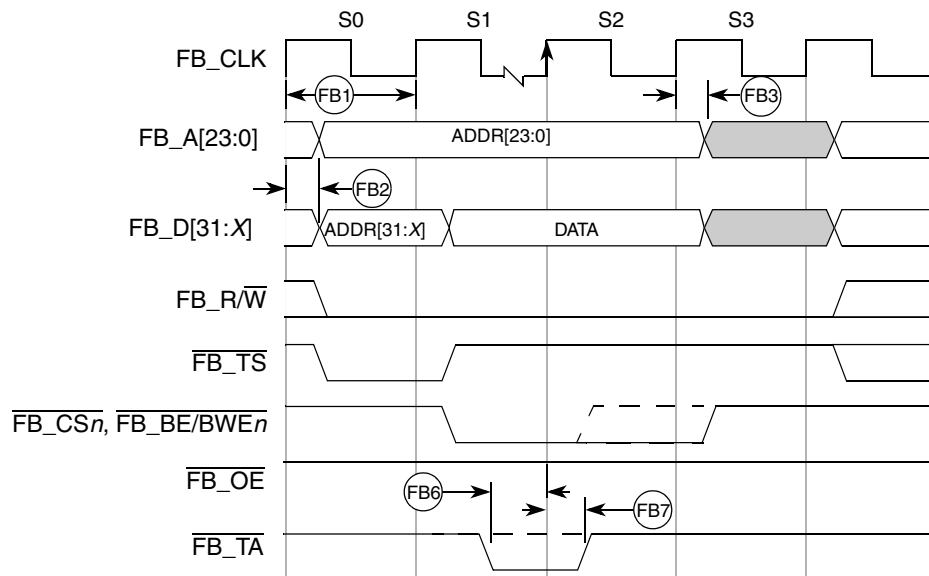 S0 S1 S2 S3
FB_CLK
FB1 FB3
FB_A[23:0] ADDR[23:0]
FB2
FB_D[31:X] ADDR[31:X] DATA
FB_R/W
FB_TS
FB_CSn, FB_BE/BWEn
FB_OE
FB6 FB7
FB_TA